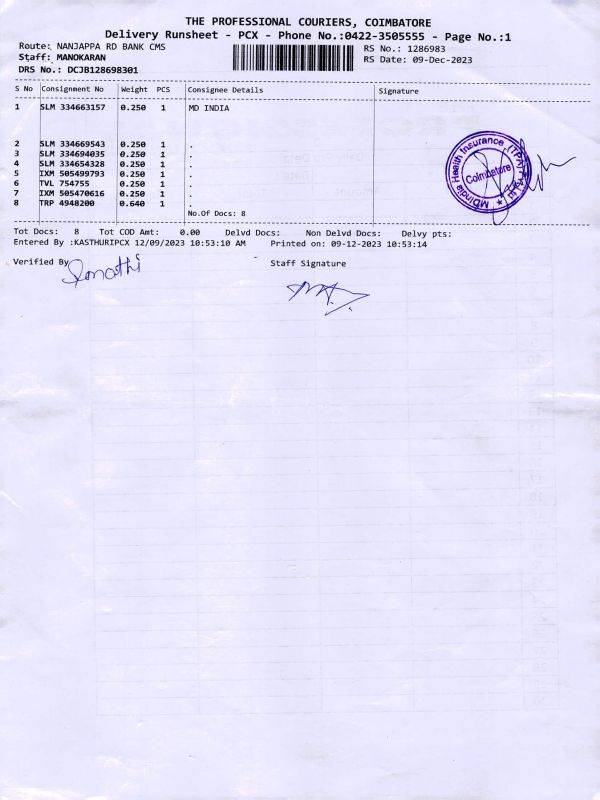 THE PROFESSIONAL COURIERS, COIMBATORE
Delivery Runsheet - PCX - Phone No.:0422-3505555 - Page No.:1
Route: NANJAPPA RD BANK CMS
RS No.: 1286983
Staff: MANOKARAN
RS Date: 09-Dec-2023
DRS No.: DCJB128698301
S No Consignment No Weight PCS Consignee Details Signature
1 SLM 334663157 0.250 1 MD INDIA
2 SLM 334669543 0.250 1 .
3 SLM 334694035 0.250 1 .
4 SLM 334654328 0.250 1 .
5 IXM 505499793 0.250 1 .
6 TVL 754755 0.250 1 .
7 IXM 505470616 0.250 1 .
8 TRP 4948200 0.640 1 .
MDIndia Health Insurance (TPA) Coimbatore
No.Of Docs: 8
Tot Docs: 8 Tot COD Amt: 0.00 Delvd Docs: Non Delvd Docs: Delvy pts:
Entered By :KASTHURIPCX 12/09/2023 10:53:10 AM Printed on: 09-12-2023 10:53:14
Verified By
Staff Signature